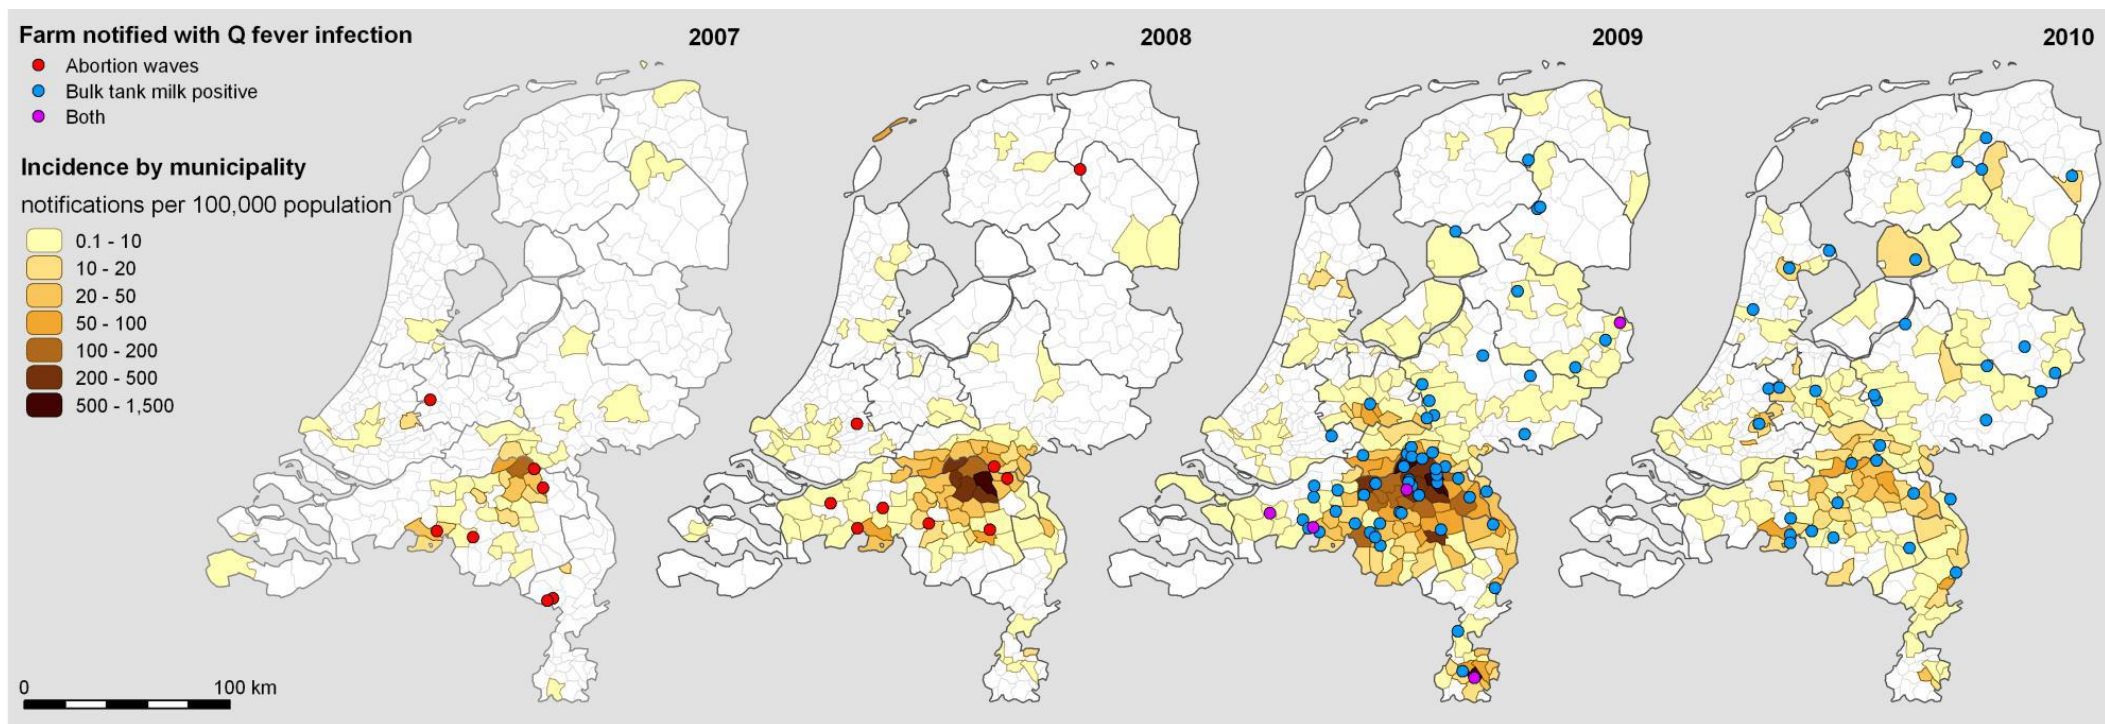 Farm notified with Q fever infection
Abortion waves
Bulk tank milk positive
Both
Incidence by municipality
notifications per 100,000 population
0.1 - 10
10 - 20
20 - 50
50 - 100
100 - 200
200 - 500
500 - 1,500
0 100 km
2007
2008
2009
2010